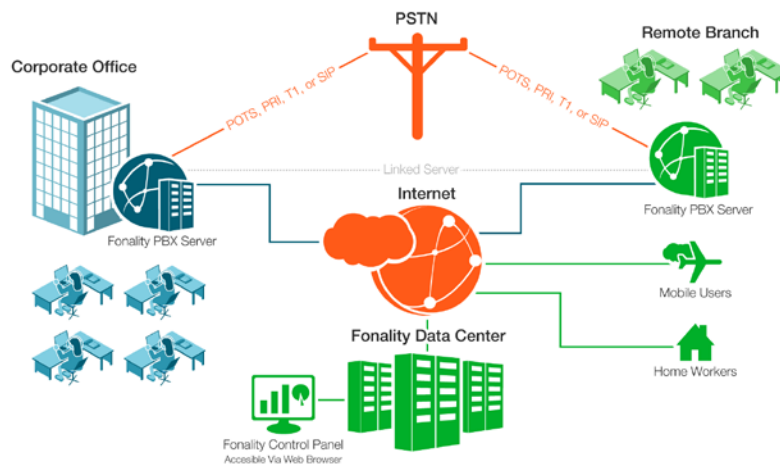 PSTN
Remote Branch
Corporate Office
POTS, PRI, T1, or SIP
POTS, PRI, T1, or SIP
Linked Server
Internet
Fonality PBX Server
Fonality PBX Server
Mobile Users
Fonality Data Center
Home Workers
Fonality Control Panel
Accesible Via Web Browser